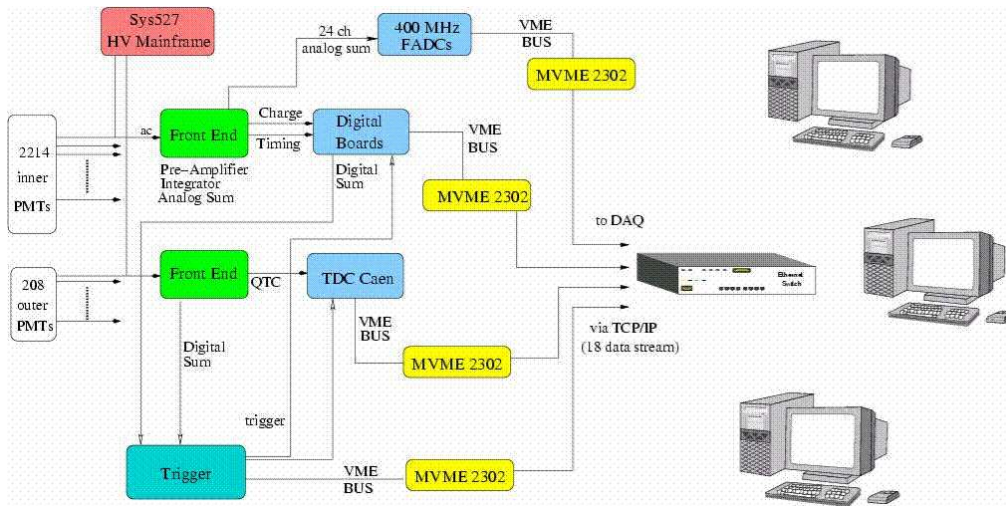 Sys527
HV Mainframe
24 ch
analog sum
400 MHz
FADCs
VME
BUS
MVME 2302
2214
inner
PMTs
ac
Front End
Charge
Timing
Digital
Boards
VME
BUS
Pre-Amplifier
Integrator
Analog Sum
Digital
Sum
MVME 2302
to DAQ
208
outer
PMTs
Front End
QTC
TDC Caen
Ethernet
Switch
VME
BUS
via TCP/IP
(18 data stream)
Digital
Sum
MVME 2302
trigger
Trigger
VME
BUS
MVME 2302